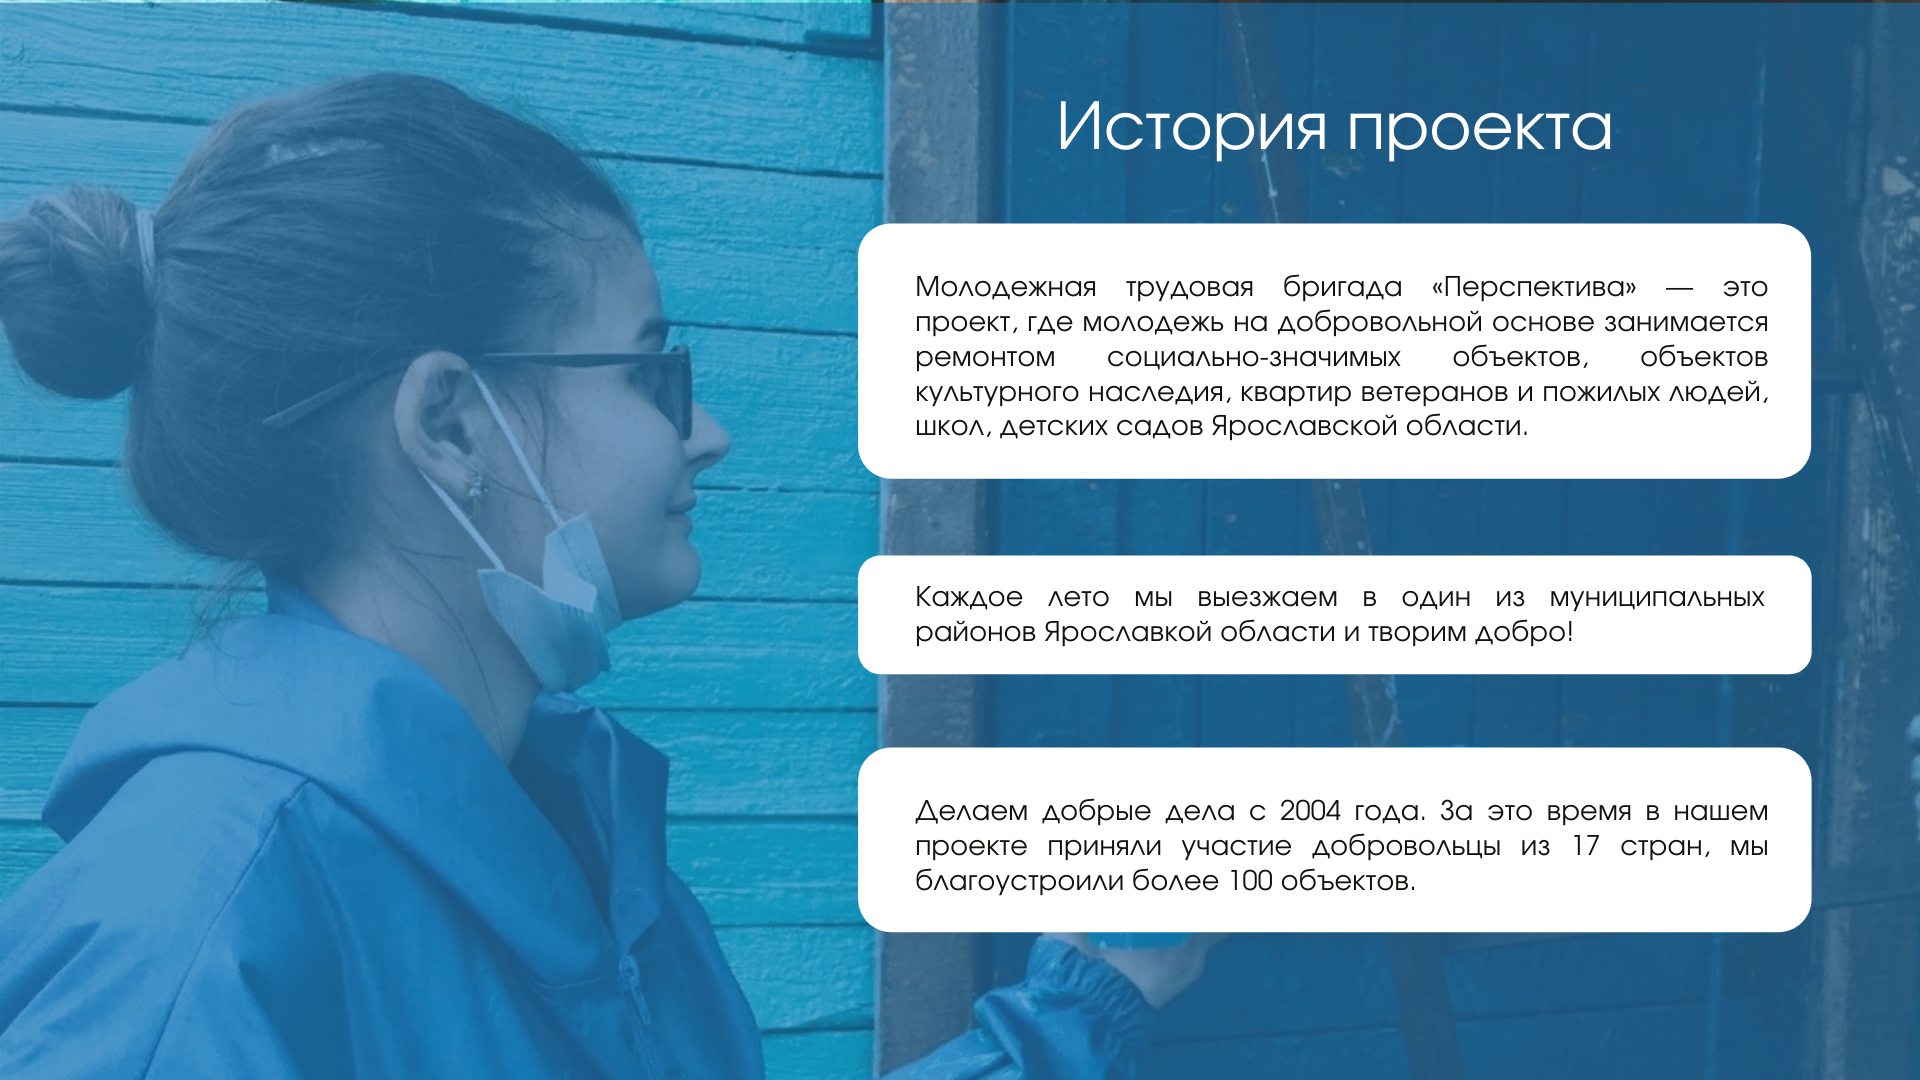 История проекта
Молодежная трудовая бригада «Перспектива» — это
проект, где молодежь на добровольной основе занимается
ремонтом социально-значимых объектов, объектов
культурного наследия, квартир ветеранов и пожилых людей,
школ, детских садов Ярославской области.
Каждое лето мы выезжаем в один из муниципальных
районов Ярославкой области и творим добро!
Делаем добрые дела с 2004 года. За это время в нашем
проекте приняли участие добровольцы из 17 стран, мы
благоустроили более 100 объектов.